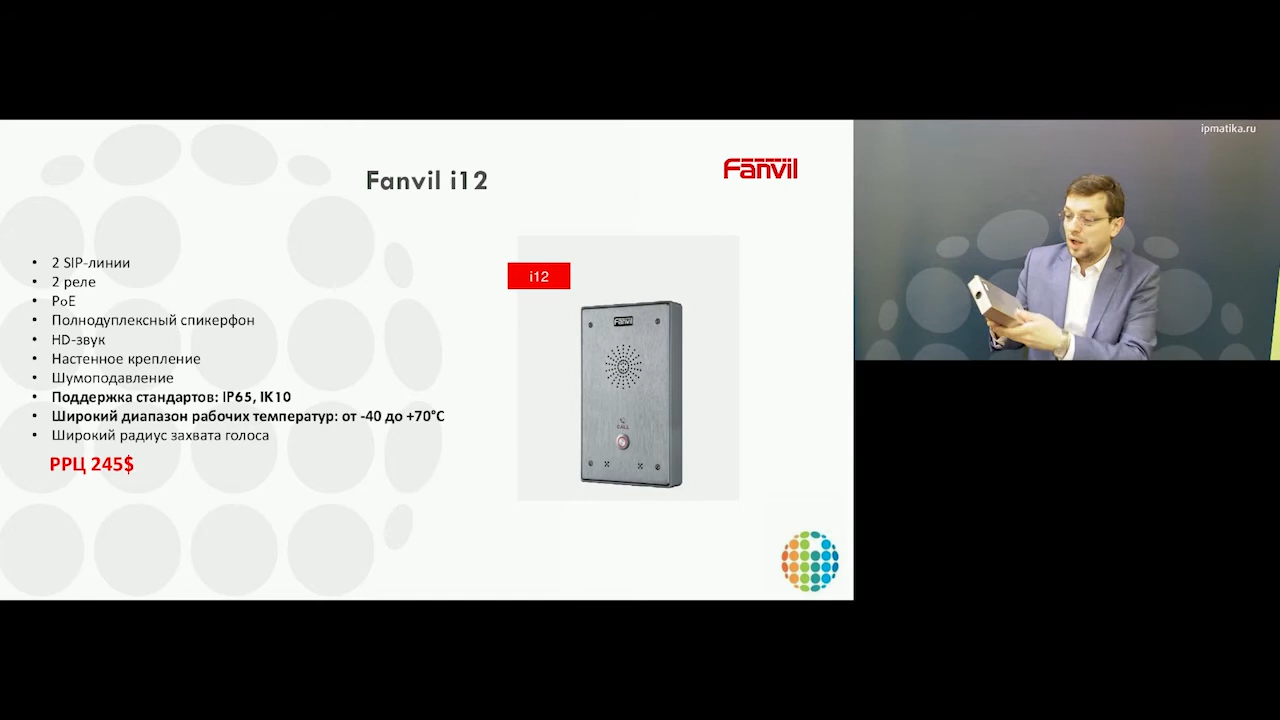 ipmatika.ru
Fanvil i12
Fanvil
• 2 SIP-линии
• 2 реле
• PoE
• Полнодуплексный спикерфон
• HD-звук
• Настенное крепление
• Шумоподавление
• Поддержка стандартов: IP65, IK10
• Широкий диапазон рабочих температур: от -40 до +70°С
• Широкий радиус захвата голоса
РРЦ 245$
i12
Fanvil
CALL